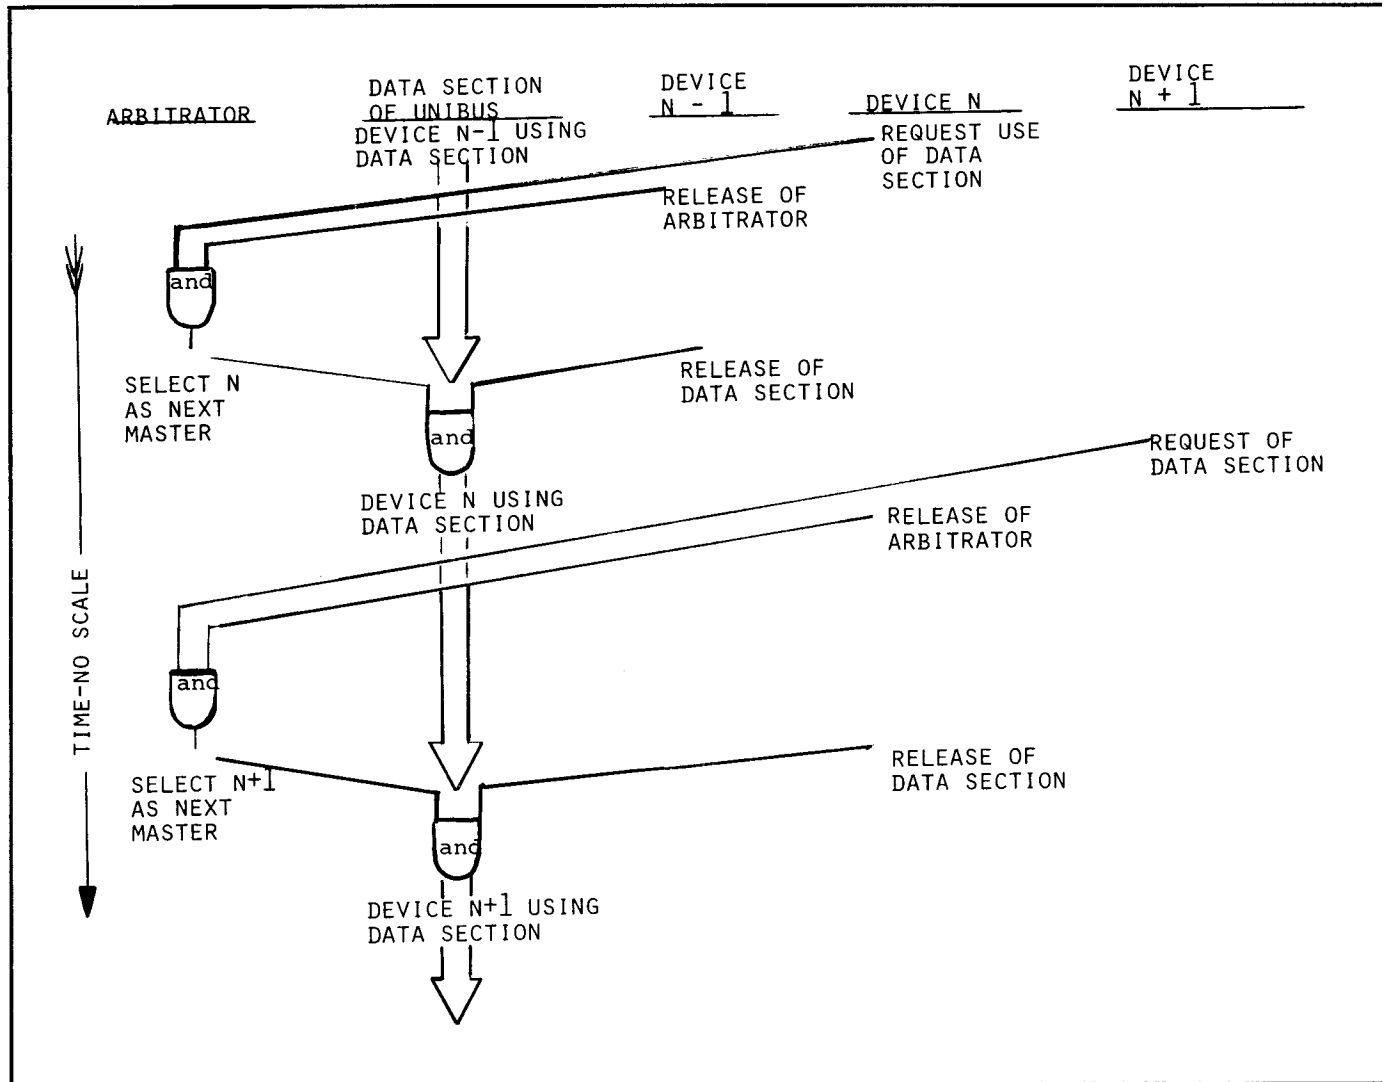 ARBITRATOR
DATA SECTION
OF UNIBUS
DEVICE
N - 1
DEVICE N
DEVICE
N + 1
DEVICE N-1 USING
DATA SECTION
REQUEST USE
OF DATA
SECTION
RELEASE OF
ARBITRATOR
and
SELECT N
AS NEXT
MASTER
RELEASE OF
DATA SECTION
and
REQUEST OF
DATA SECTION
DEVICE N USING
DATA SECTION
RELEASE OF
ARBITRATOR
TIME-NO SCALE
and
SELECT N+1
AS NEXT
MASTER
RELEASE OF
DATA SECTION
and
DEVICE N+1 USING
DATA SECTION